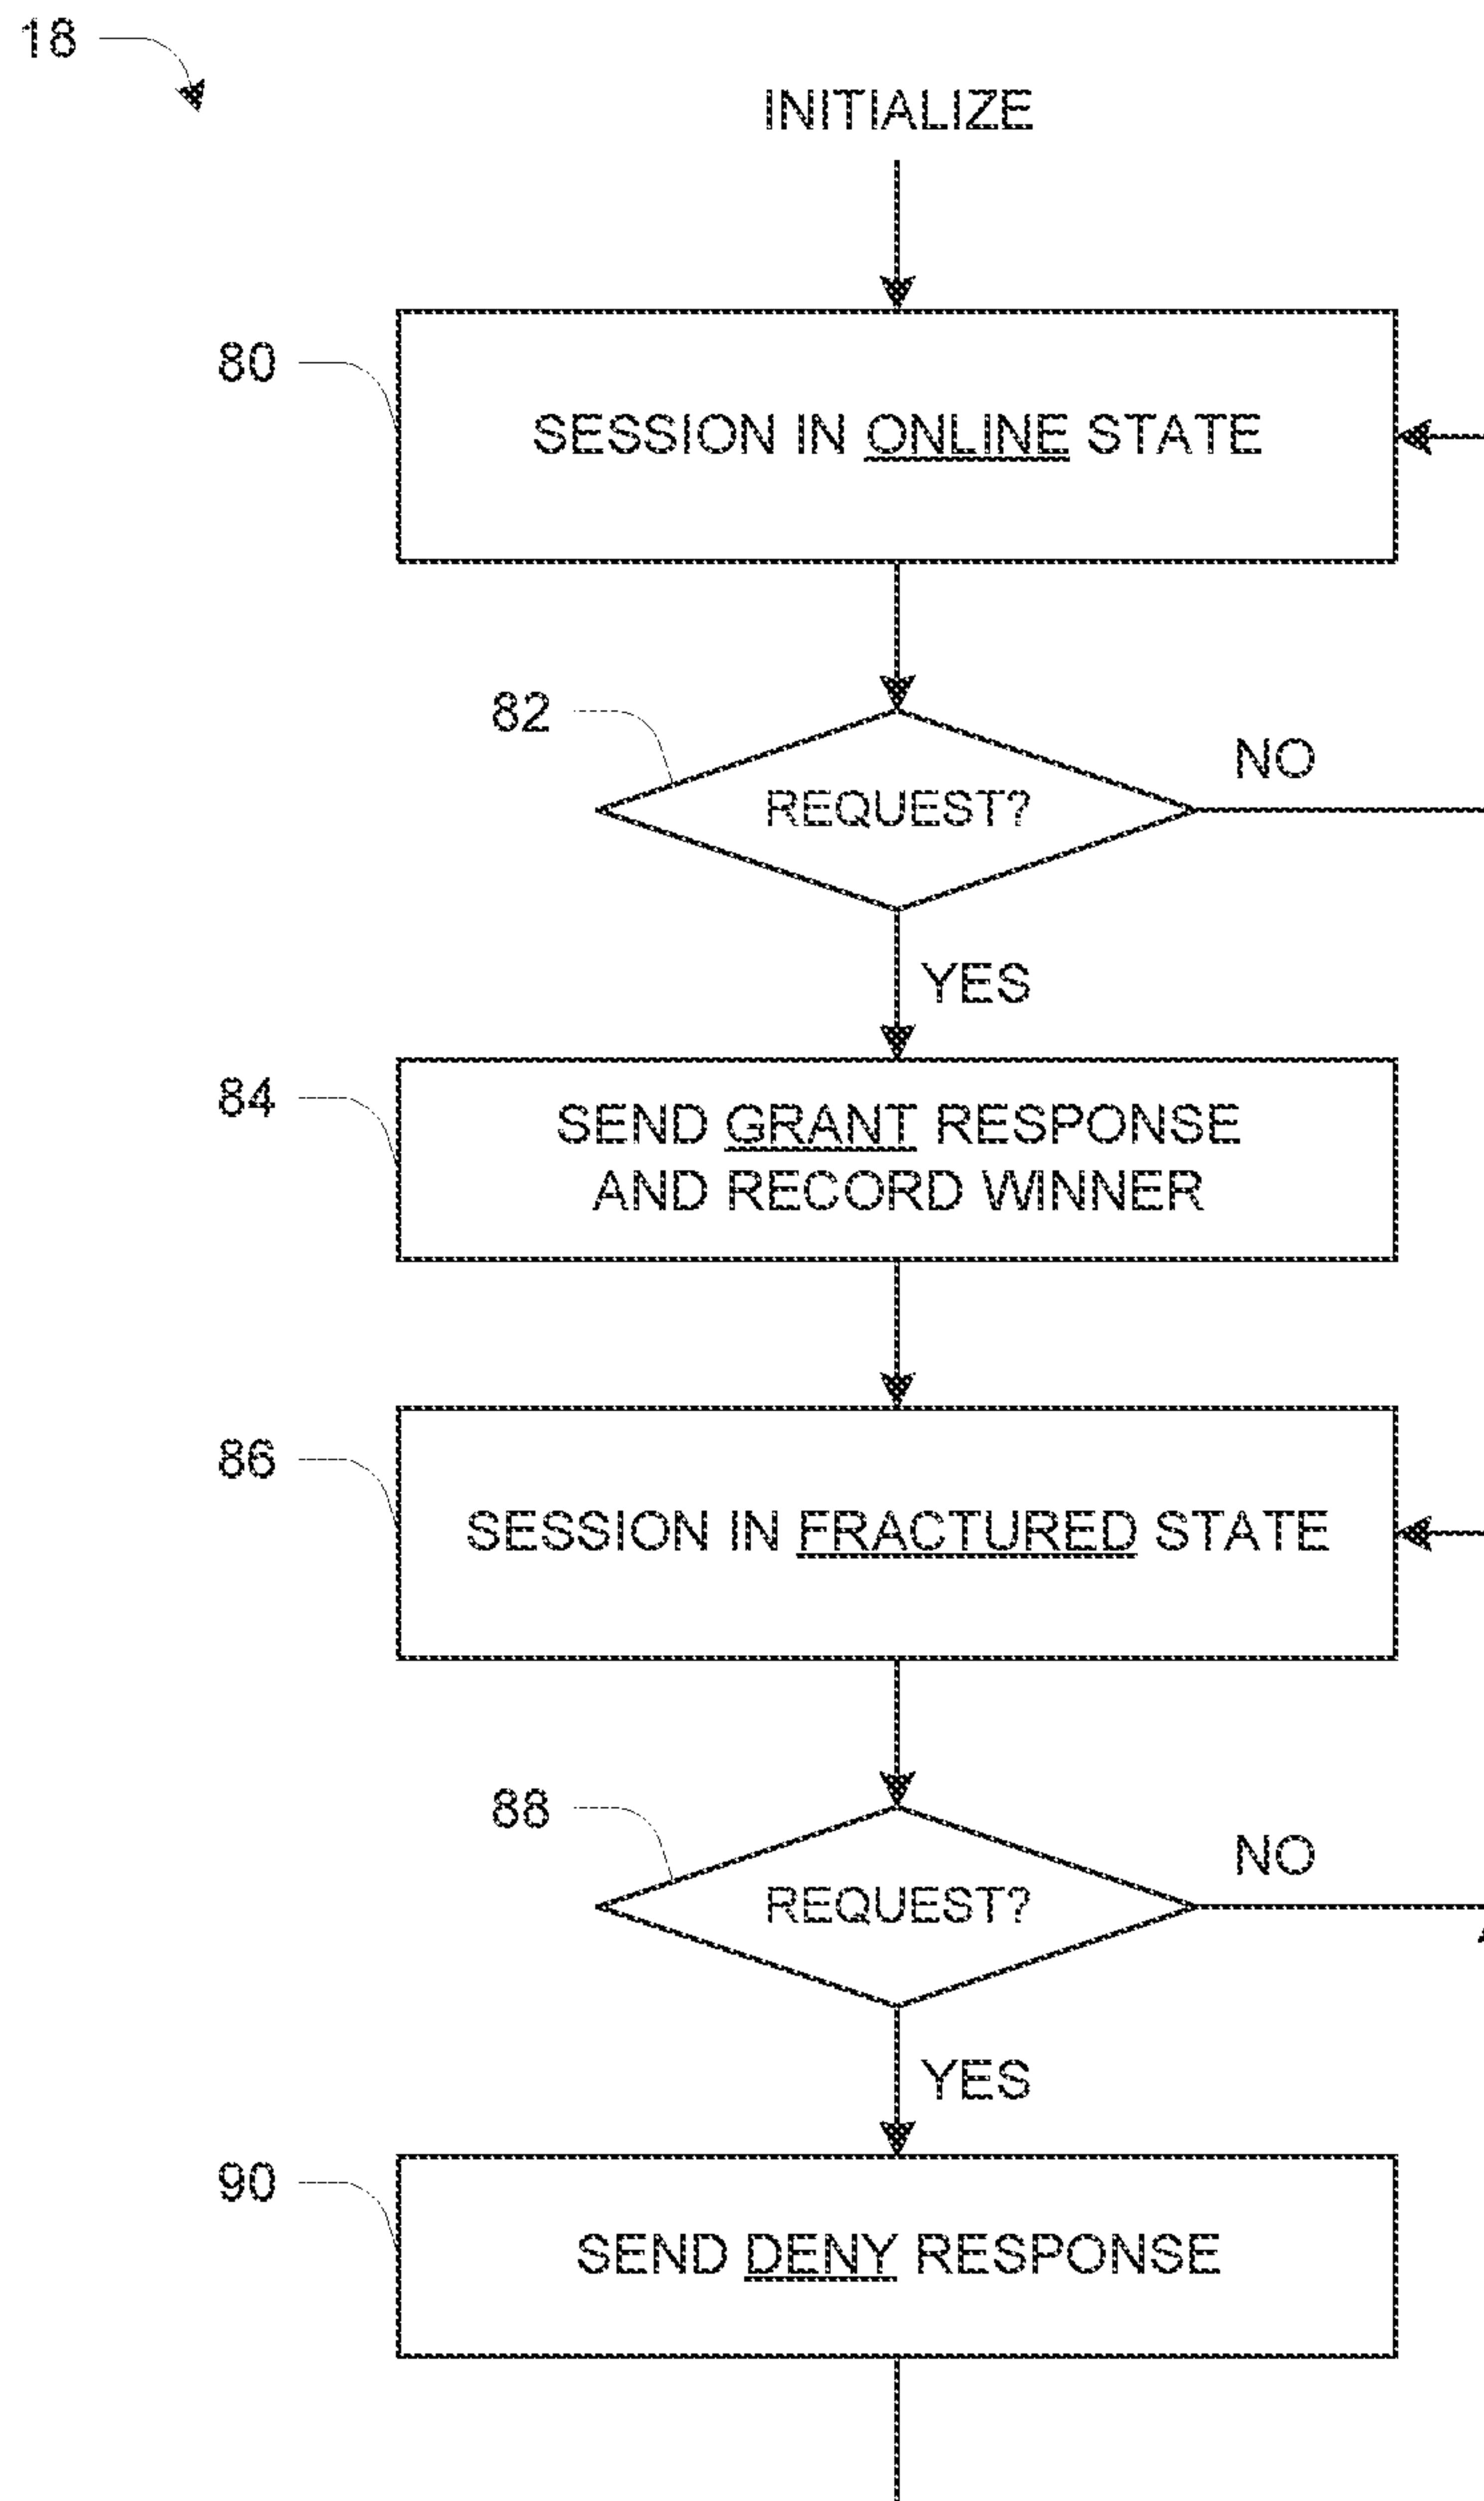 18
INITIALIZE
80
SESSION IN ONLINE STATE
82
REQUEST?
NO
YES
84
SEND GRANT RESPONSE
AND RECORD WINNER
86
SESSION IN FRACTURED STATE
88
REQUEST?
NO
YES
90
SEND DENY RESPONSE